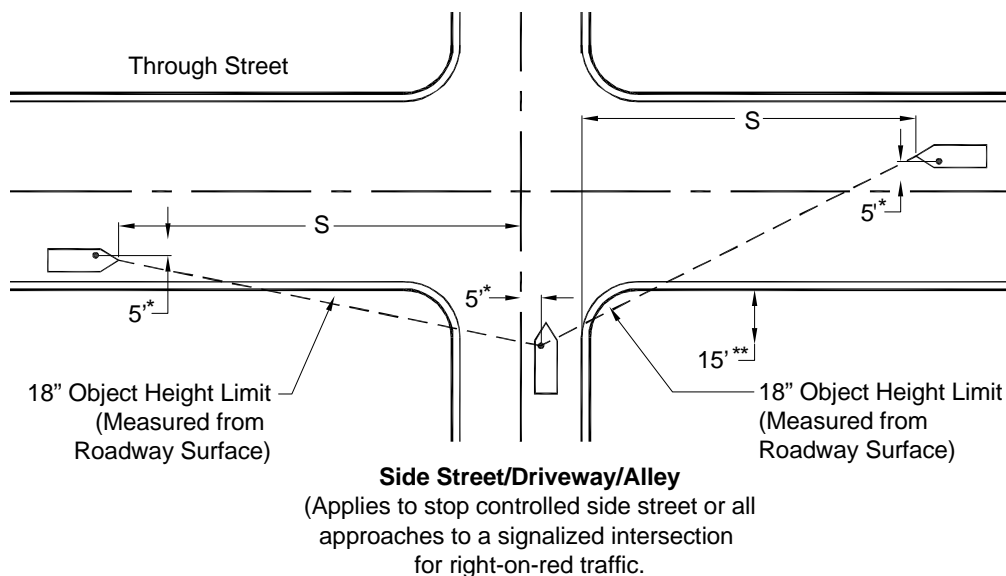 Through Street
S
5'*
S
5'*
5'*
15' **
18” Object Height Limit
(Measured from
Roadway Surface)
18” Object Height Limit
(Measured from
Roadway Surface)
Side Street/Driveway/Alley
(Applies to stop controlled side street or all
approaches to a signalized intersection
for right-on-red traffic.